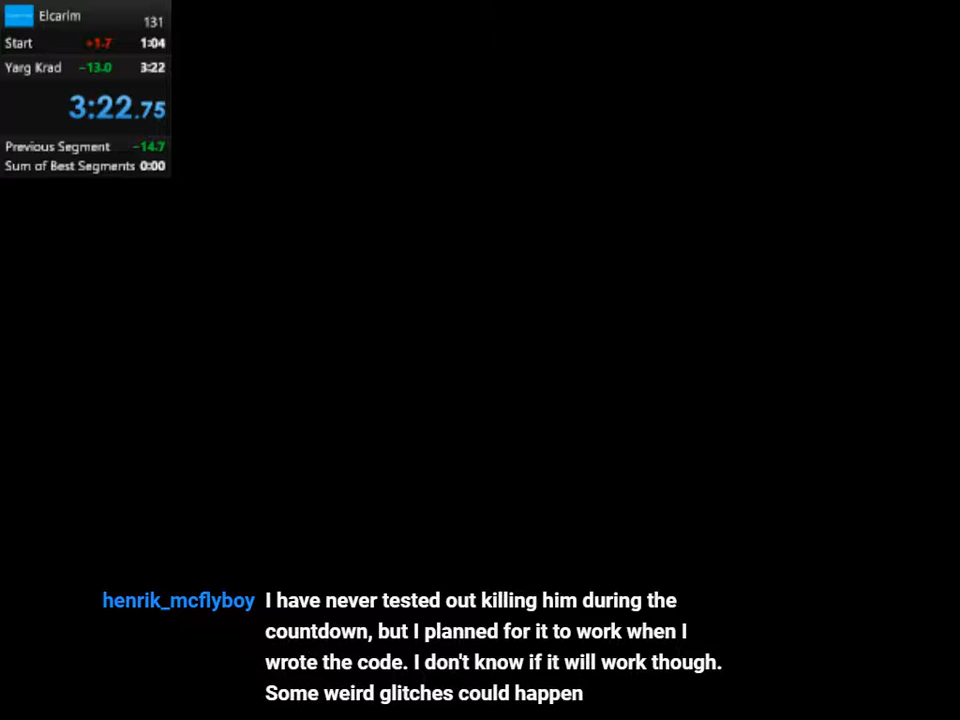 Elcarim
131
Start +1.7 1:04
Yarg Krad -13.0 3:22
3:22.75
Previous Segment -14.7
Sum of Best Segments 0:00
henrik_mcflyboy I have never tested out killing him during the
countdown, but I planned for it to work when I
wrote the code. I don't know if it will work though.
Some weird glitches could happen